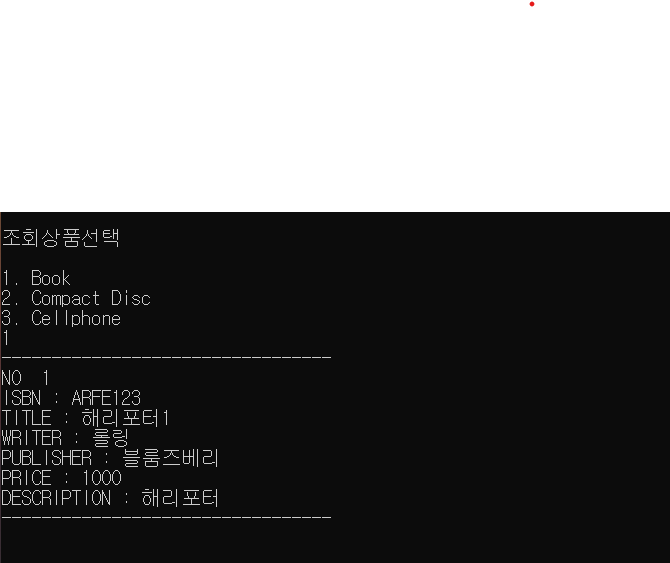 조회상품선택
1. Book
2. Compact Disc
3. Cellphone
1
---------------------------------
NO  1
ISBN : ARFE123
TITLE : 해리포터1
WRITER : 롤링
PUBLISHER : 블룸즈베리
PRICE : 1000
DESCRIPTION : 해리포터
---------------------------------